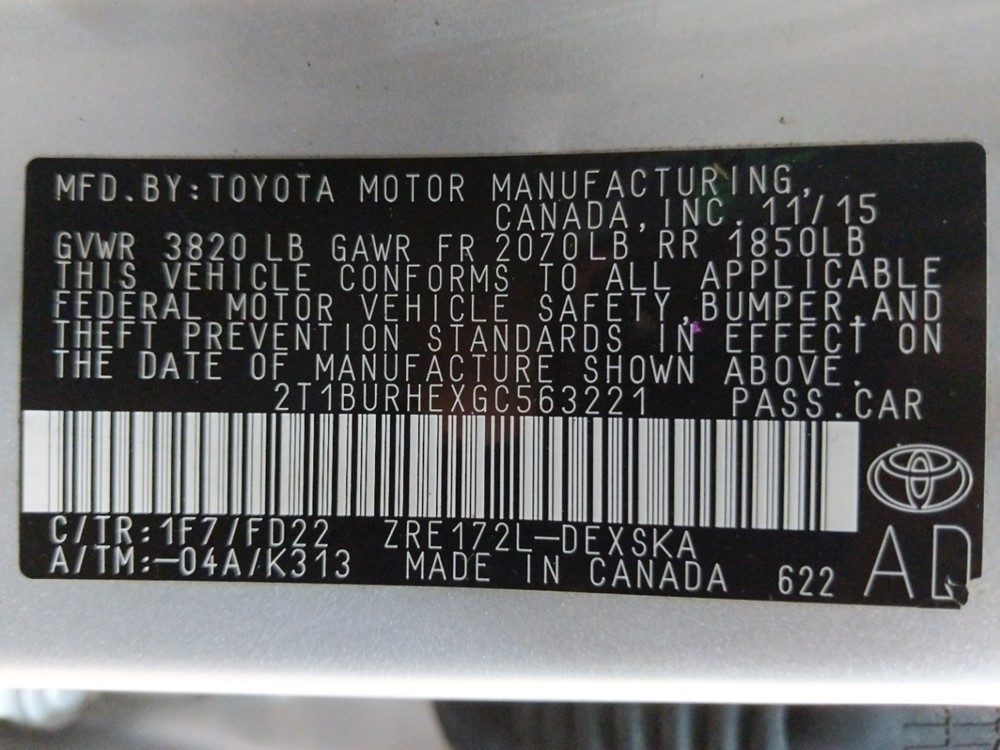 MFD.BY:TOYOTA MOTOR MANUFACTURING,
CANADA,INC. 11/15
GVWR 3820 LB GAWR FR 2070LB RR 1850LB
THIS VEHICLE CONFORMS TO ALL APPLICABLE
FEDERAL MOTOR VEHICLE SAFETY,BUMPER,AND
THEFT PREVENTION STANDARDS IN EFFECT ON
THE DATE OF MANUFACTURE SHOWN ABOVE.
2T1BURHEXGC563221 PASS.CAR
C/TR:1F7/FD22 ZRE172L-DEXSKA
A/TM:-04A/K313 MADE IN CANADA 622 AD